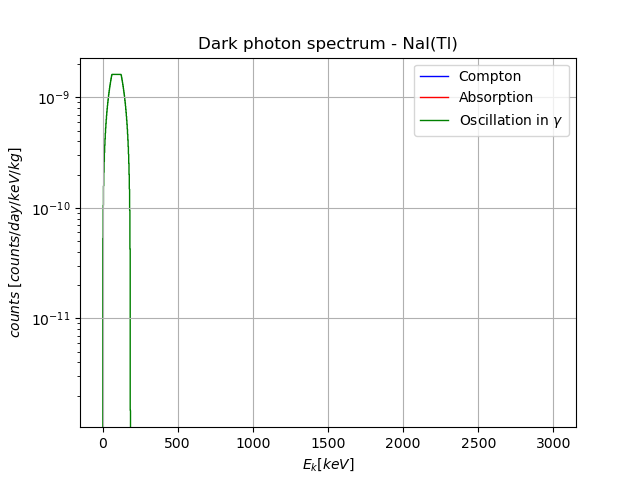 Dark photon spectrum - NaI(Tl)
Compton
Absorption
Oscillation in γ
counts [counts/day/keV/kg]
10⁻⁹
10⁻¹⁰
10⁻¹¹
0 500 1000 1500 2000 2500 3000
E_k[keV]